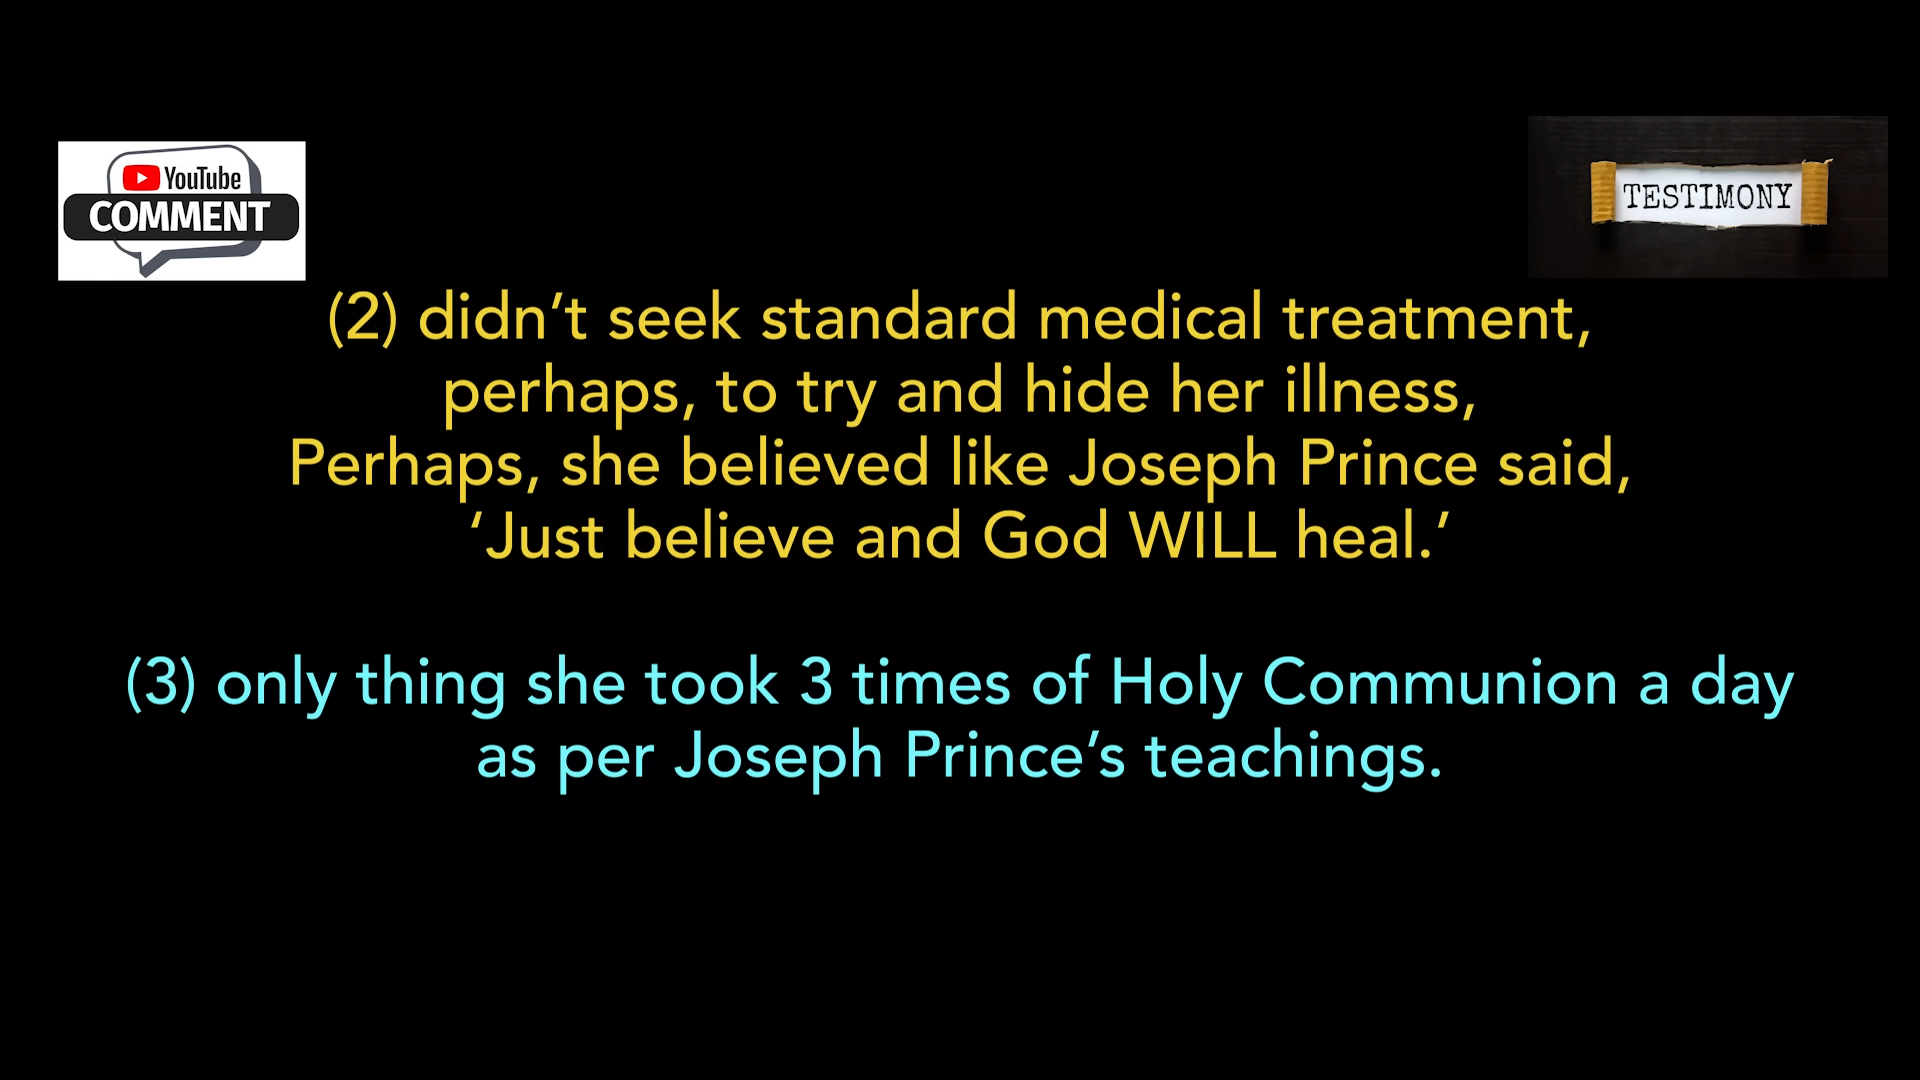 YouTube
COMMENT
TESTIMONY
(2) didn’t seek standard medical treatment,
perhaps, to try and hide her illness,
Perhaps, she believed like Joseph Prince said,
‘Just believe and God WILL heal.’
(3) only thing she took 3 times of Holy Communion a day
as per Joseph Prince’s teachings.